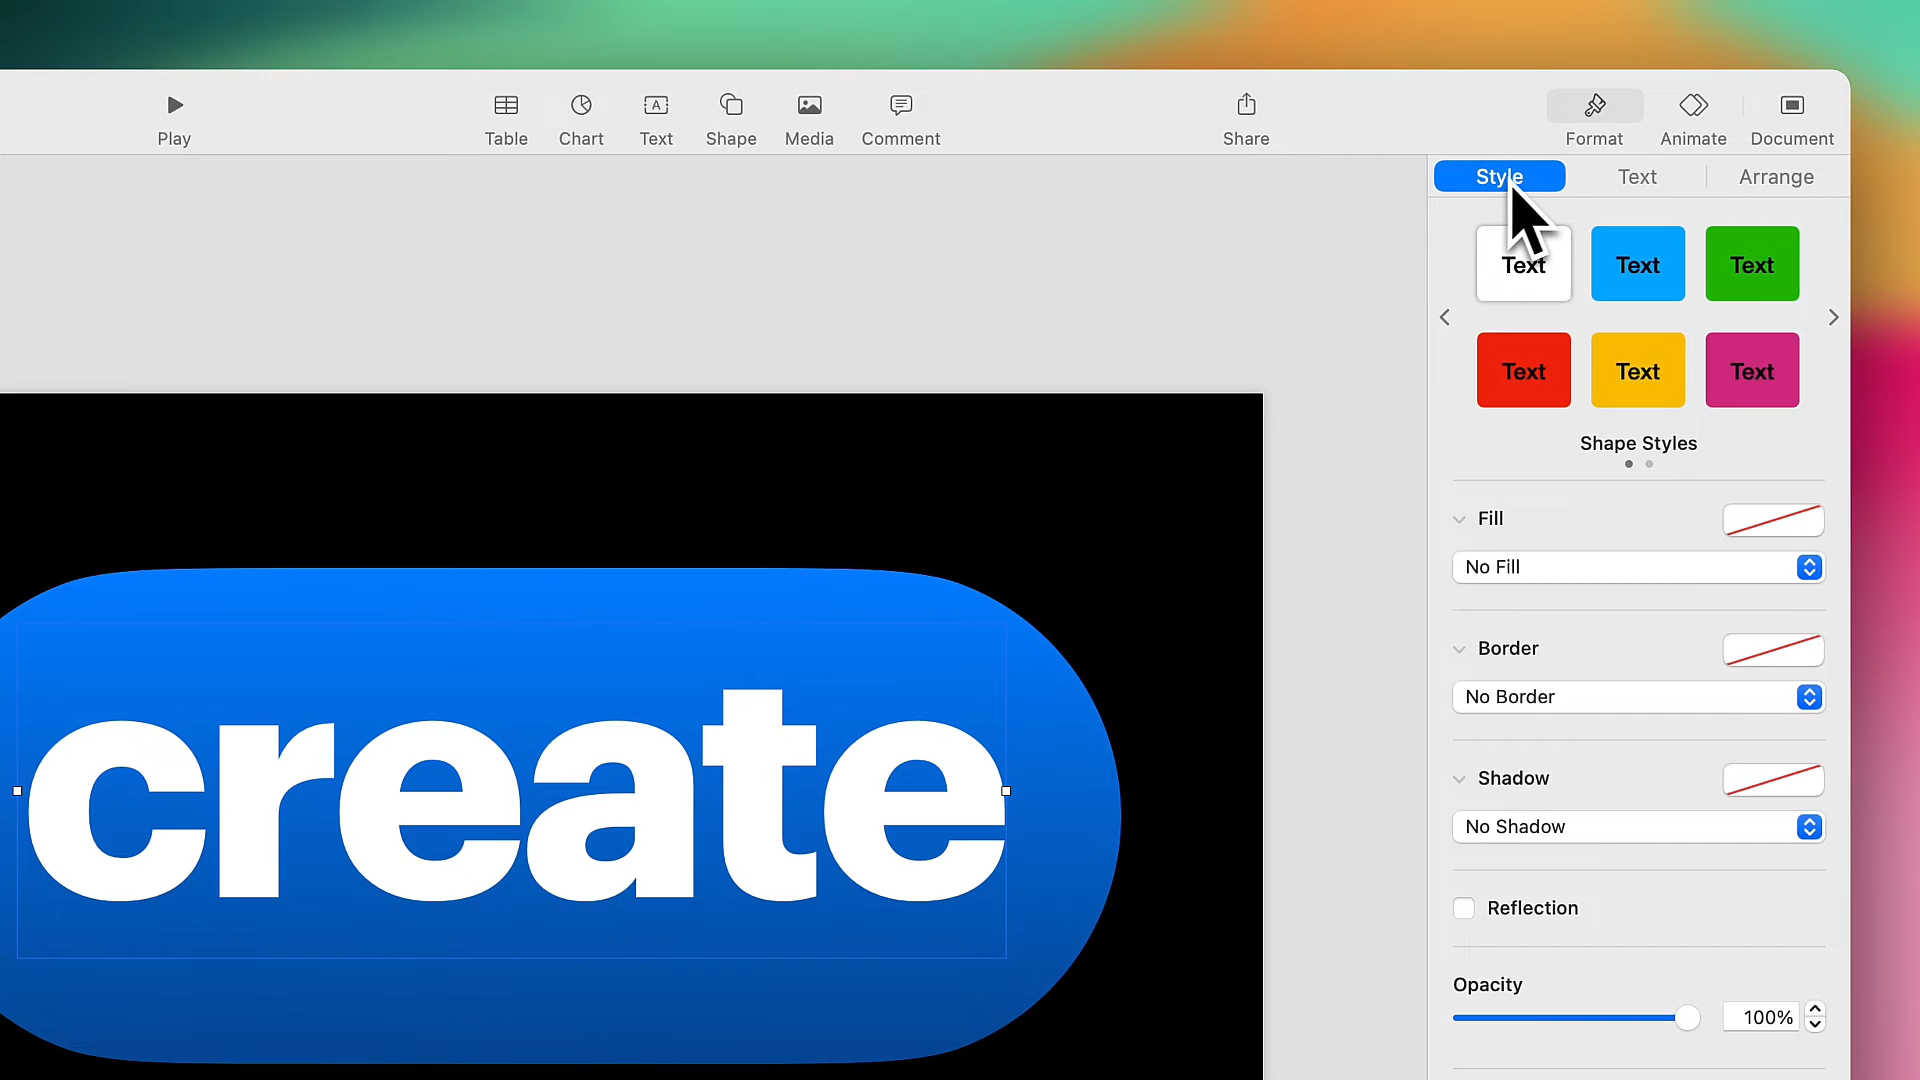 Play
Table
Chart
Text
Shape
Media
Comment
Share
Format
Animate
Document
Style
Text
Arrange
Text
Text
Text
Text
Text
Text
Shape Styles
Fill
No Fill
Border
No Border
Shadow
No Shadow
Reflection
Opacity
100%
create